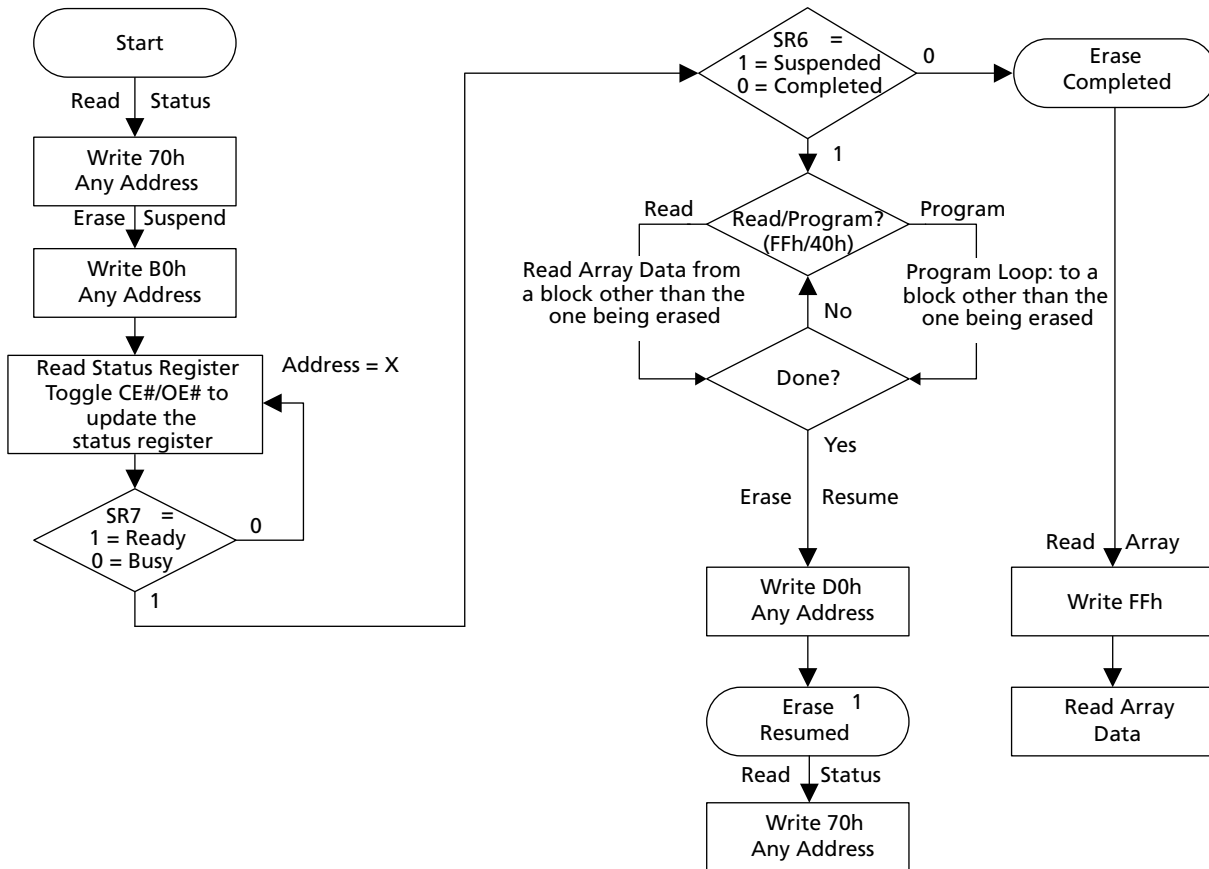 Start
Read Status
Write 70h
Any Address
Erase Suspend
Write B0h
Any Address
Read Status Register
Toggle CE#/OE# to
update the
status register
Address = X
SR7 =
1 = Ready
0 = Busy
0
1
SR6 =
1 = Suspended
0 = Completed
0
1
Erase
Completed
Read/Program?
(FFh/40h)
Read
Program
Read Array Data from
a block other than the
one being erased
Program Loop: to a
block other than the
one being erased
No
Done?
Yes
Erase Resume
Write D0h
Any Address
Erase 1
Resumed
Read Status
Write 70h
Any Address
Read Array
Write FFh
Read Array
Data